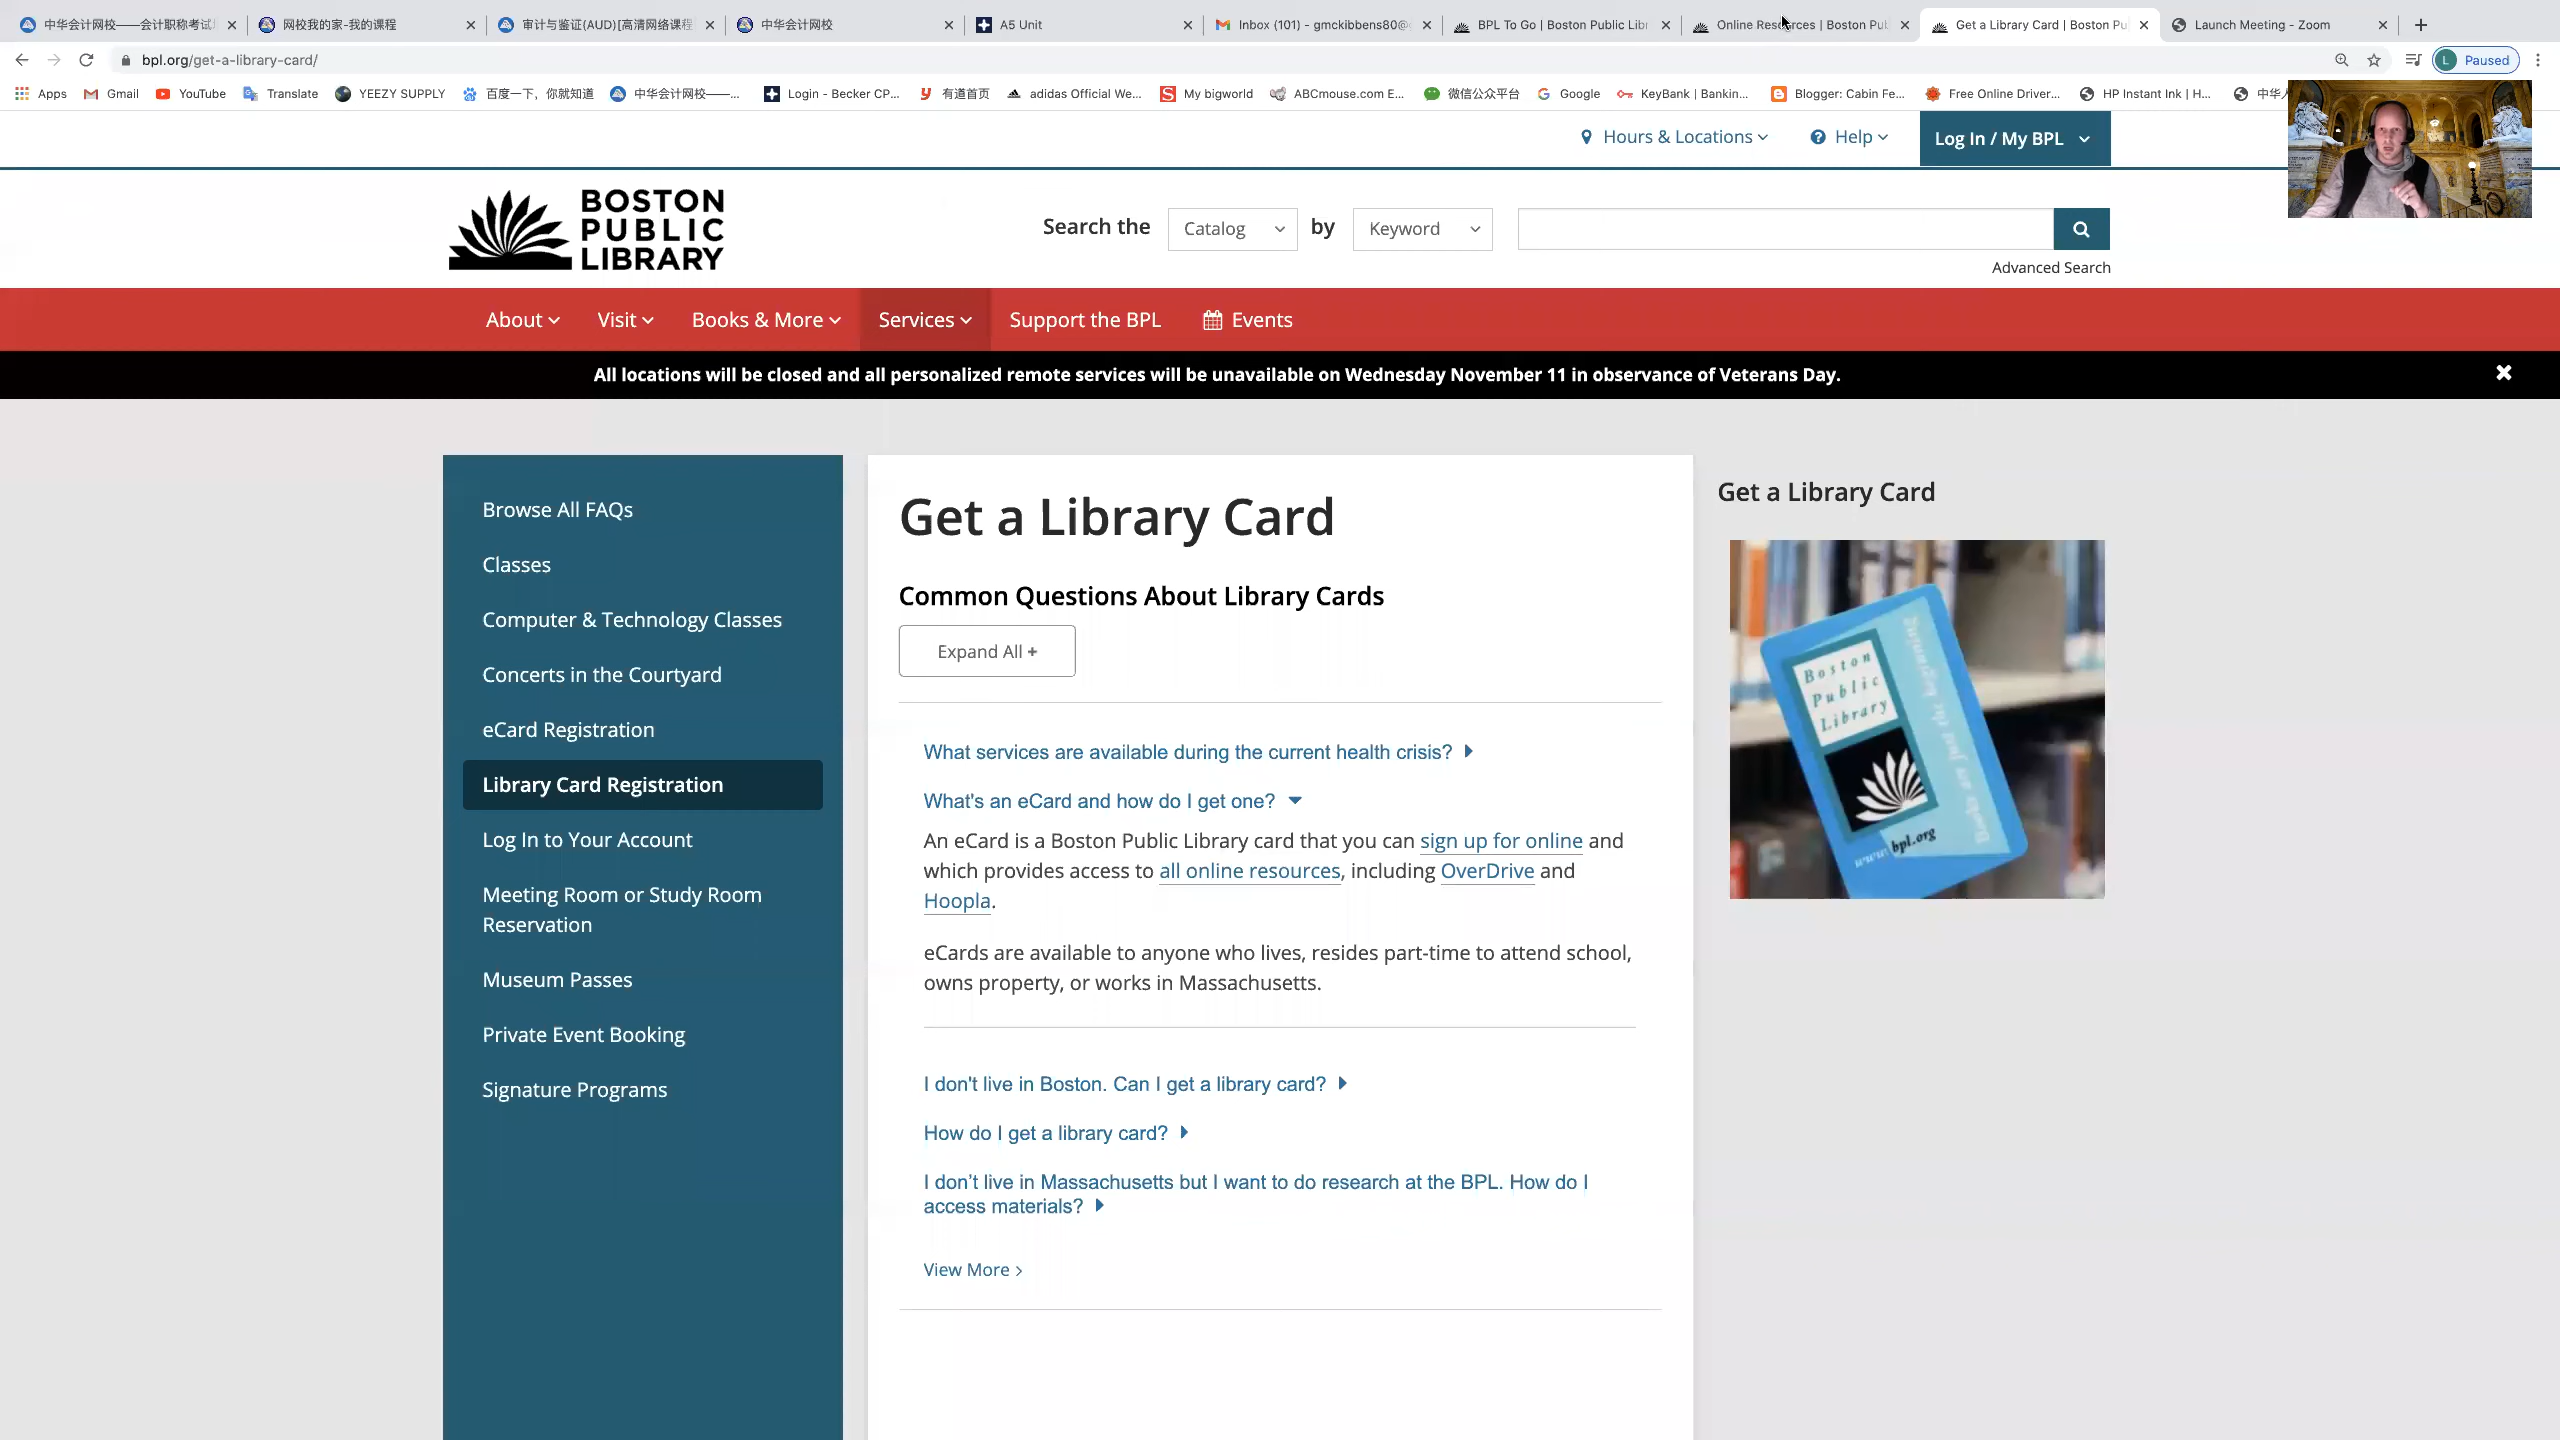 中华会计网校——会计职称考试
网校我的家-我的课程
审计与鉴证(AUD)[高清网络课程
中华会计网校
A5 Unit
Inbox (101) - gmckibbens80@
BPL To Go | Boston Public Libr
Online Resources | Boston Pub
Get a Library Card | Boston Pu
Launch Meeting - Zoom
bpl.org/get-a-library-card/
L Paused
Apps
Gmail
YouTube
Translate
YEEZY SUPPLY
百度一下，你就知道
中华会计网校——...
Login - Becker CP...
有道首页
adidas Official We...
My bigworld
ABCmouse.com E...
微信公众平台
Google
KeyBank | Bankin...
Blogger: Cabin Fe...
Free Online Driver...
HP Instant Ink | H...
中华
Hours & Locations
Help
Log In / My BPL
BOSTON
PUBLIC
LIBRARY
Search the Catalog by Keyword
Advanced Search
About
Visit
Books & More
Services
Support the BPL
Events
All locations will be closed and all personalized remote services will be unavailable on Wednesday November 11 in observance of Veterans Day.
Browse All FAQs
Classes
Computer & Technology Classes
Concerts in the Courtyard
eCard Registration
Library Card Registration
Log In to Your Account
Meeting Room or Study Room
Reservation
Museum Passes
Private Event Booking
Signature Programs
Get a Library Card
Common Questions About Library Cards
Expand All +
What services are available during the current health crisis?
What's an eCard and how do I get one?
An eCard is a Boston Public Library card that you can sign up for online and
which provides access to all online resources, including OverDrive and
Hoopla.
eCards are available to anyone who lives, resides part-time to attend school,
owns property, or works in Massachusetts.
I don't live in Boston. Can I get a library card?
How do I get a library card?
I don’t live in Massachusetts but I want to do research at the BPL. How do I
access materials?
View More >
Get a Library Card
Boston
Public
Library
Books are just the beginning
www.bpl.org